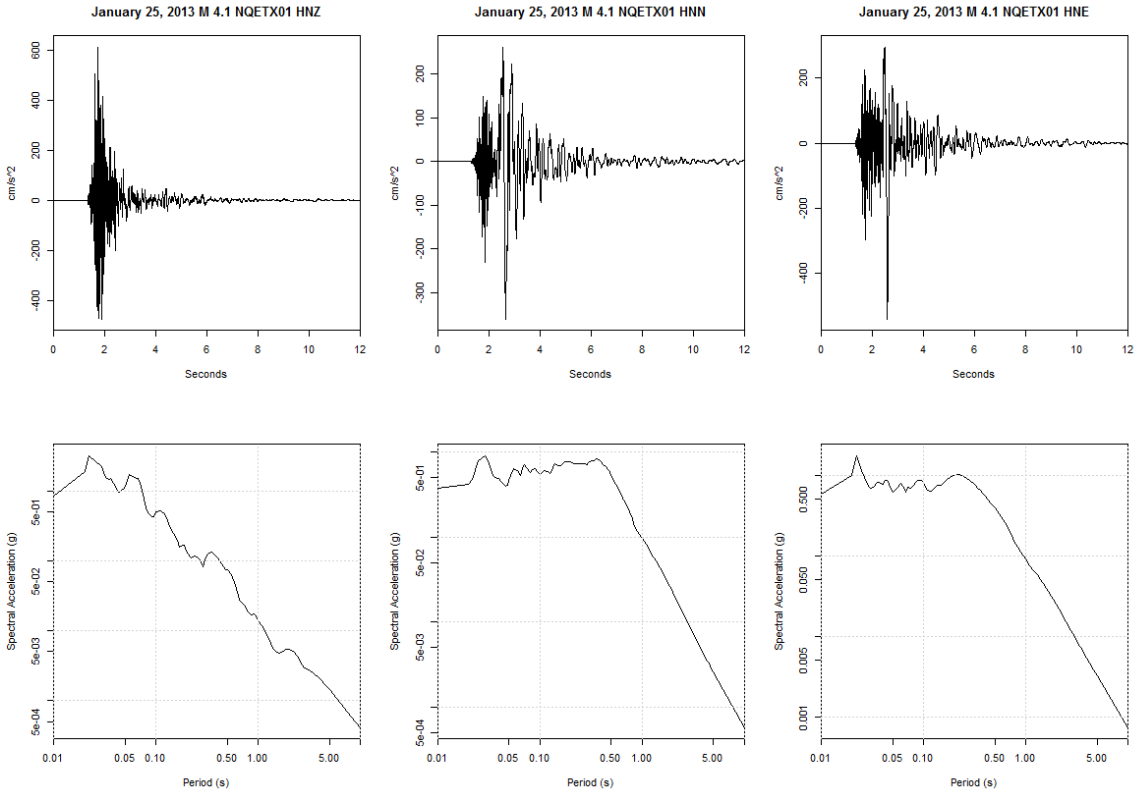 January 25, 2013 M 4.1 NQETX01 HNZ
cm/s^2
600
400
200
0
-200
-400
0 2 4 6 8 10 12
Seconds
January 25, 2013 M 4.1 NQETX01 HNN
cm/s^2
200
100
0
-100
-200
-300
0 2 4 6 8 10 12
Seconds
January 25, 2013 M 4.1 NQETX01 HNE
cm/s^2
200
0
-200
-400
0 2 4 6 8 10 12
Seconds
Spectral Acceleration (g)
5e-01
5e-02
5e-03
5e-04
0.01 0.05 0.10 0.50 1.00 5.00
Period (s)
Spectral Acceleration (g)
5e-01
5e-02
5e-03
5e-04
0.01 0.05 0.10 0.50 1.00 5.00
Period (s)
Spectral Acceleration (g)
0.500
0.050
0.005
0.001
0.01 0.05 0.10 0.50 1.00 5.00
Period (s)